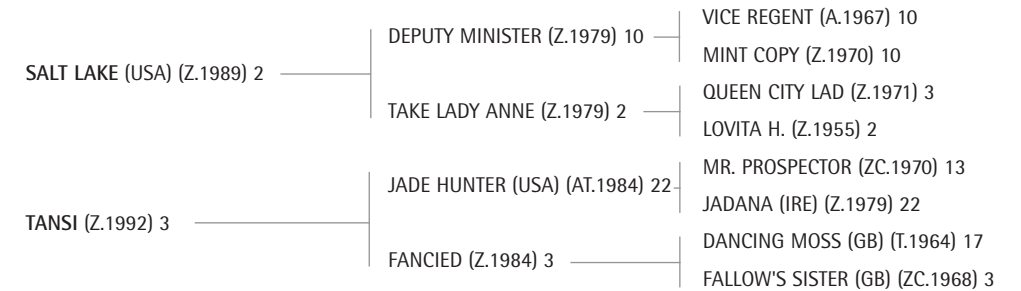 VICE REGENT (A.1967) 10
DEPUTY MINISTER (Z.1979) 10
MINT COPY (Z.1970) 10
SALT LAKE (USA) (Z.1989) 2
QUEEN CITY LAD (Z.1971) 3
TAKE LADY ANNE (Z.1979) 2
LOVITA H. (Z.1955) 2
MR. PROSPECTOR (ZC.1970) 13
JADE HUNTER (USA) (AT.1984) 22
JADANA (IRE) (Z.1979) 22
TANSI (Z.1992) 3
DANCING MOSS (GB) (T.1964) 17
FANCIED (Z.1984) 3
FALLOW'S SISTER (GB) (ZC.1968) 3